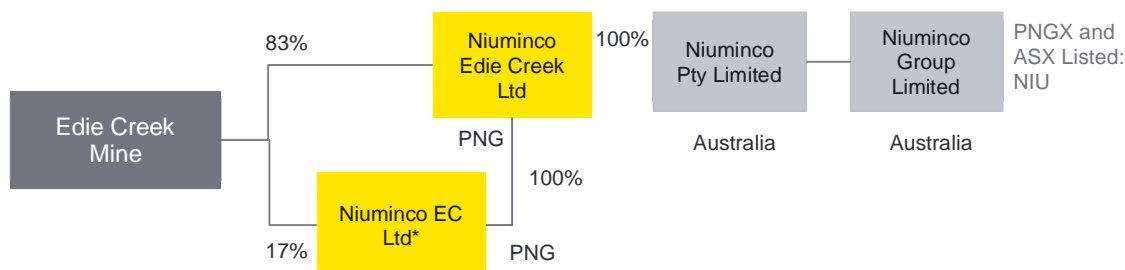 83%
Niuminco
Edie Creek
Ltd
100%
Niuminco
Pty Limited
Niuminco
Group
Limited
PNGX and
ASX Listed:
NIU
Edie Creek
Mine
PNG
Australia
Australia
100%
Niuminco EC
Ltd*
17%
PNG